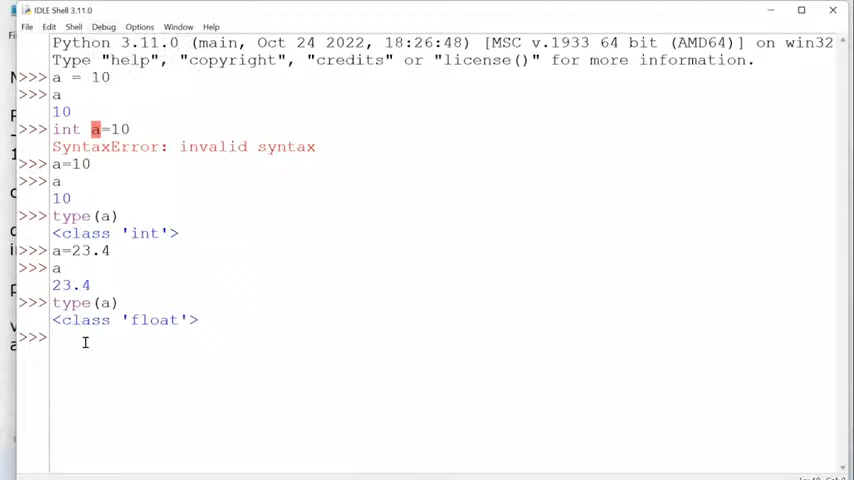 IDLE Shell 3.11.0
File Edit Shell Debug Options Window Help
Python 3.11.0 (main, Oct 24 2022, 18:26:48) [MSC v.1933 64 bit (AMD64)] on win32
Type "help", "copyright", "credits" or "license()" for more information.
>>> a = 10
>>> a
10
>>> int a=10
SyntaxError: invalid syntax
>>> a=10
>>> a
10
>>> type(a)
<class 'int'>
>>> a=23.4
>>> a
23.4
>>> type(a)
<class 'float'>
>>>